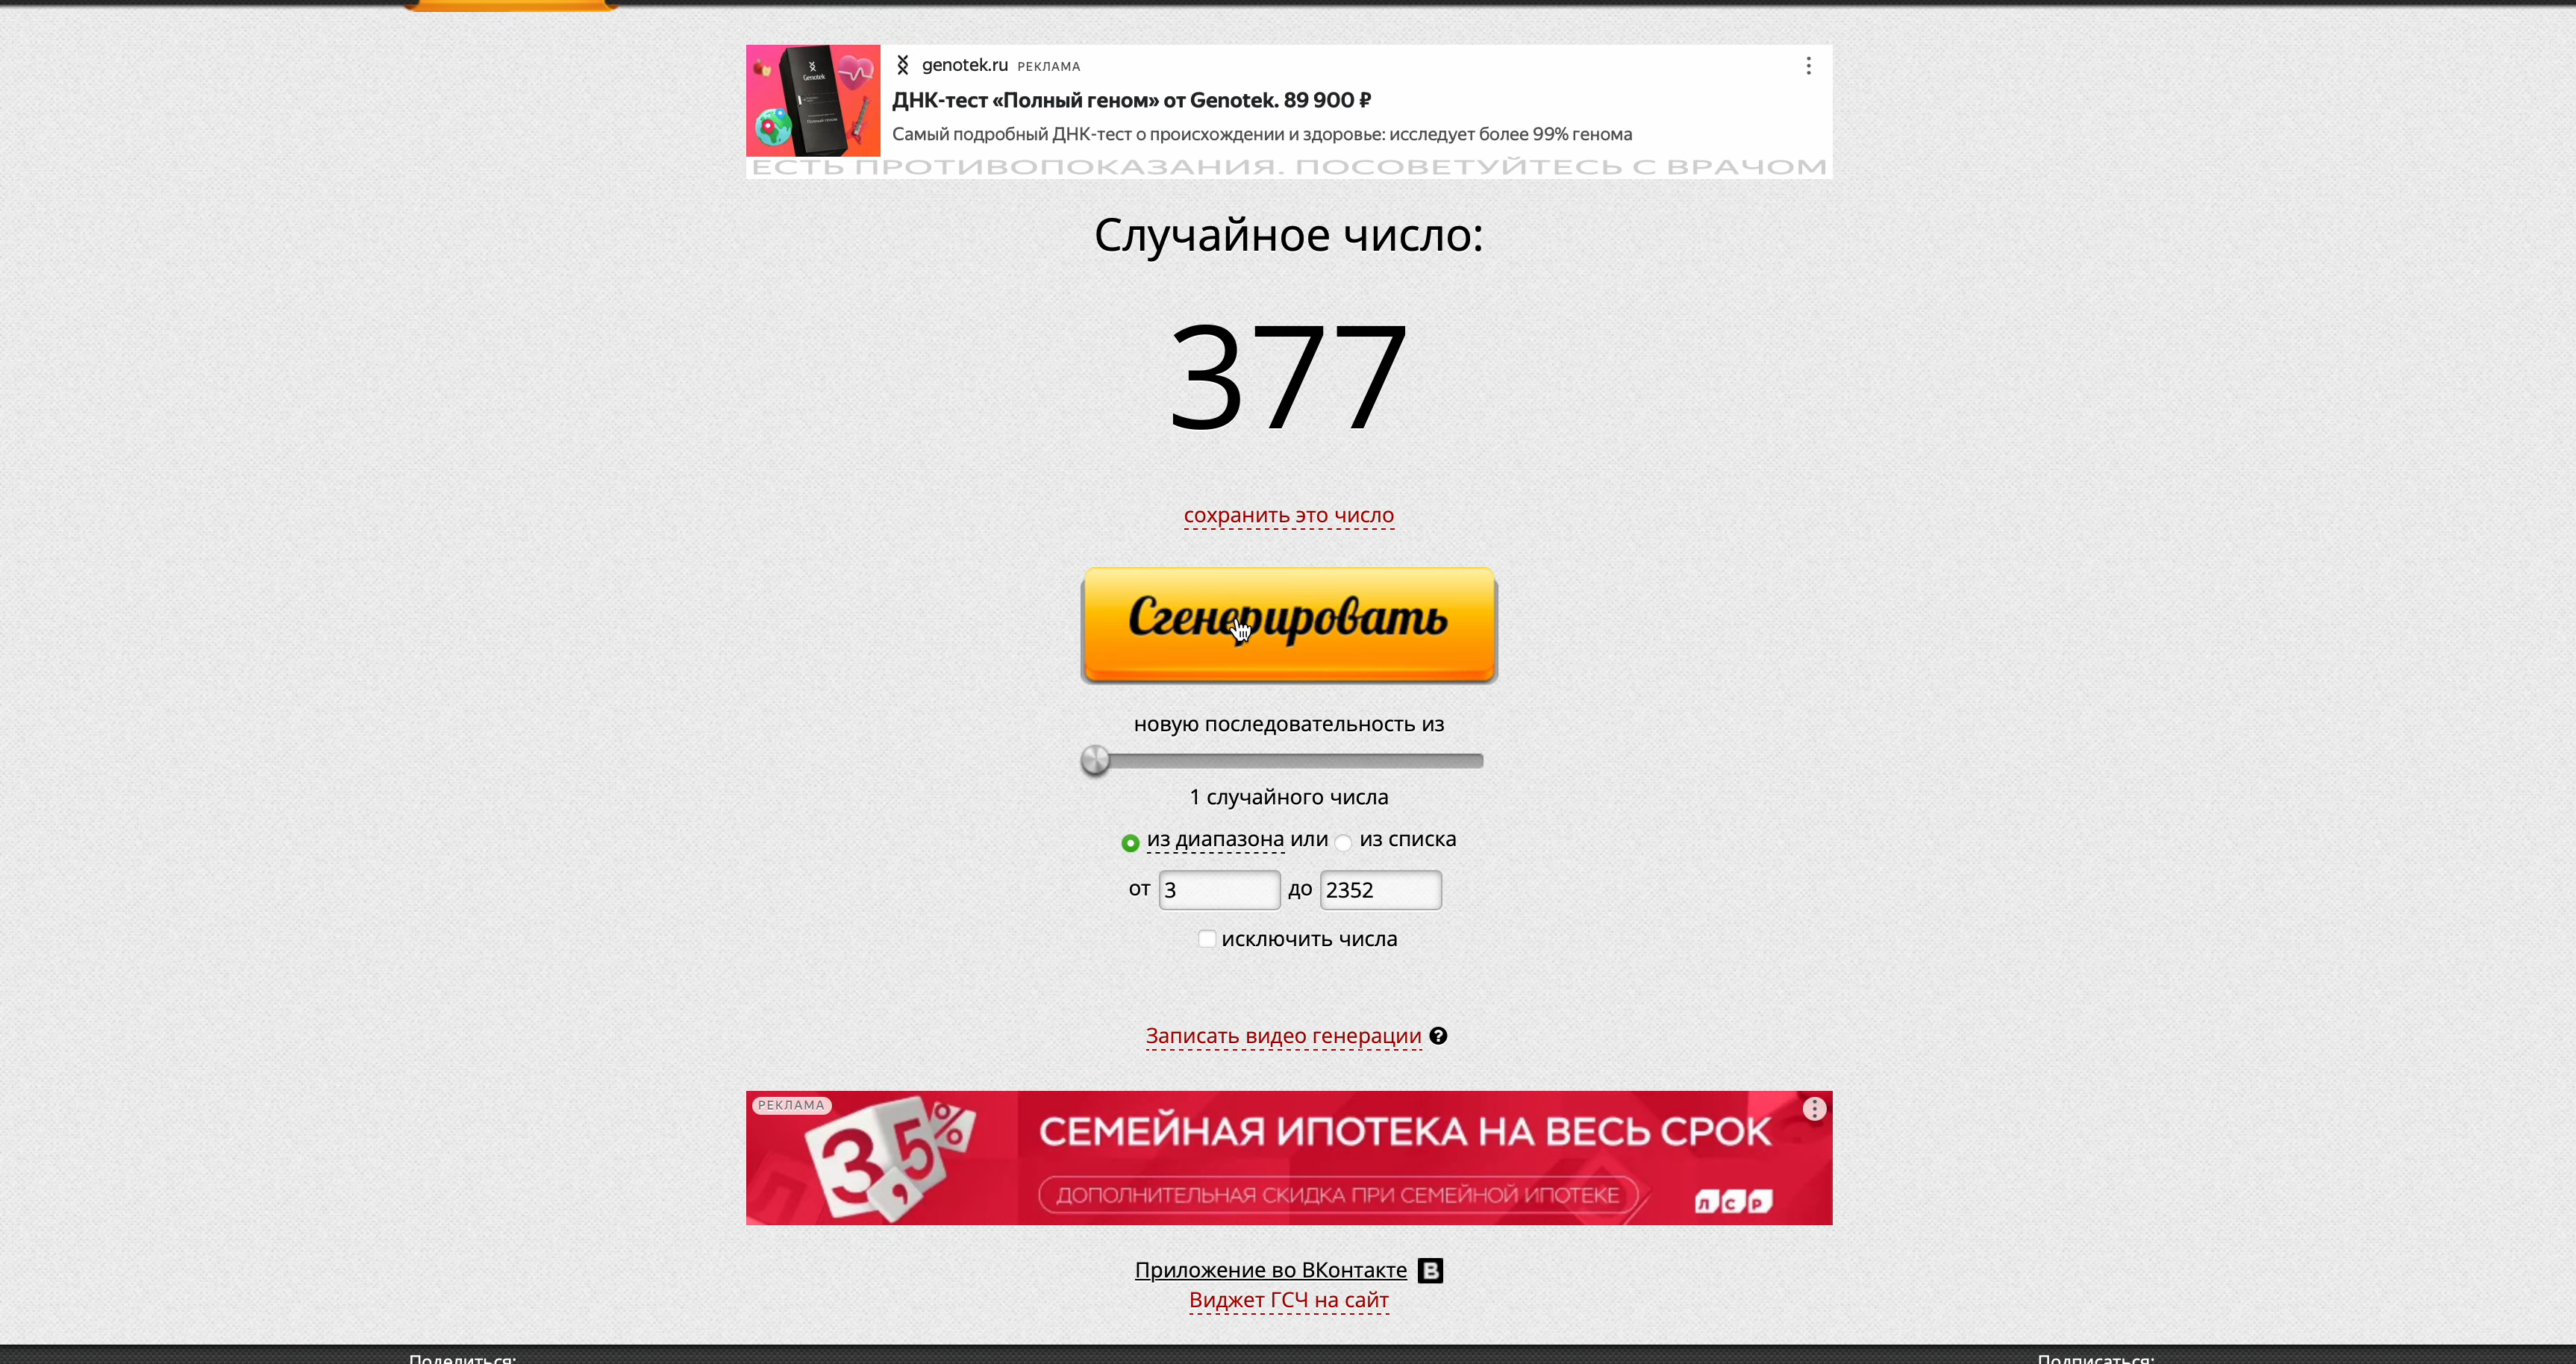 genotek.ru РЕКЛАМА
Genotek
ДНК-тест «Полный геном» от Genotek. 89 900 ₽
Самый подробный ДНК-тест о происхождении и здоровье: исследует более 99% генома
ЕСТЬ ПРОТИВОПОКАЗАНИЯ. ПОСОВЕТУЙТЕСЬ С ВРАЧОМ
Случайное число:
377
сохранить это число
Сгенерировать
новую последовательность из
1 случайного числа
из диапазона или из списка
от 3 до 2352
исключить числа
Записать видео генерации ?
РЕКЛАМА
3,5%
СЕМЕЙНАЯ ИПОТЕКА НА ВЕСЬ СРОК
ДОПОЛНИТЕЛЬНАЯ СКИДКА ПРИ СЕМЕЙНОЙ ИПОТЕКЕ
ЛСР
Приложение во ВКонтакте В
Виджет ГСЧ на сайт
Поделиться: Подписаться: